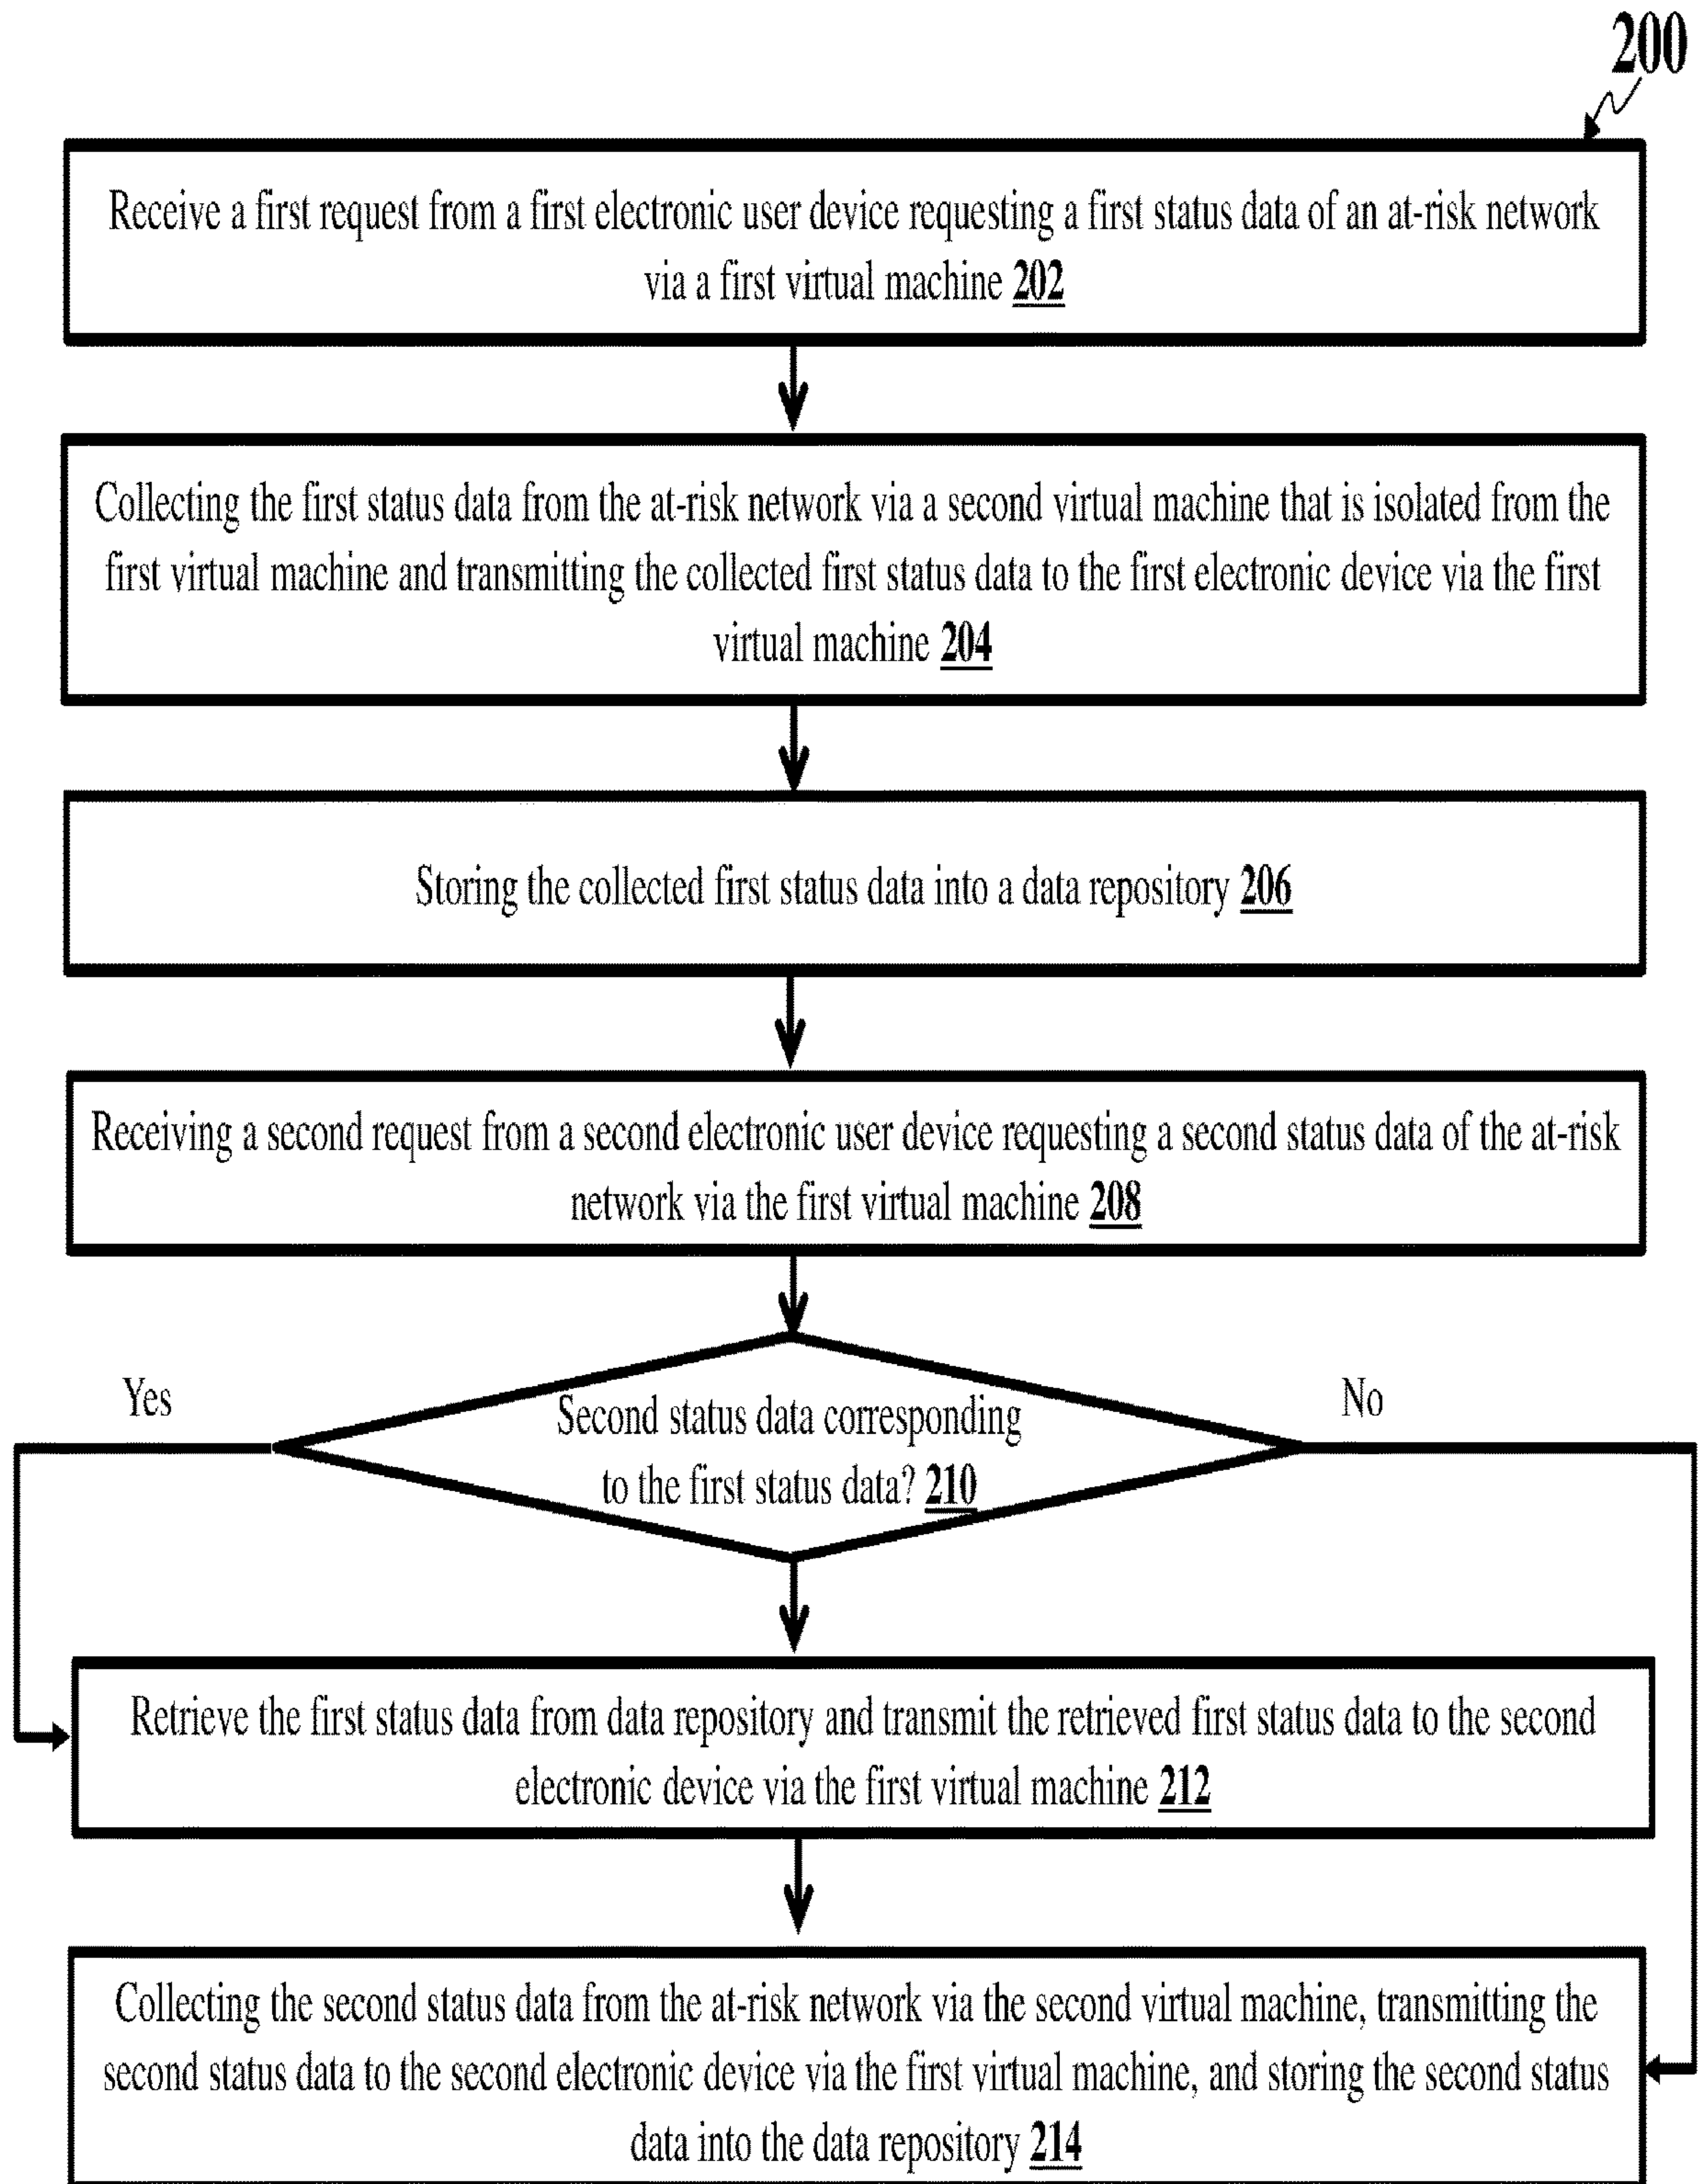 200
Receive a first request from a first electronic user device requesting a first status data of an at-risk network
via a first virtual machine 202
Collecting the first status data from the at-risk network via a second virtual machine that is isolated from the
first virtual machine and transmitting the collected first status data to the first electronic device via the first
virtual machine 204
Storing the collected first status data into a data repository 206
Receiving a second request from a second electronic user device requesting a second status data of the at-risk
network via the first virtual machine 208
Yes
No
Second status data corresponding
to the first status data? 210
Retrieve the first status data from data repository and transmit the retrieved first status data to the second
electronic device via the first virtual machine 212
Collecting the second status data from the at-risk network via the second virtual machine, transmitting the
second status data to the second electronic device via the first virtual machine, and storing the second status
data into the data repository 214